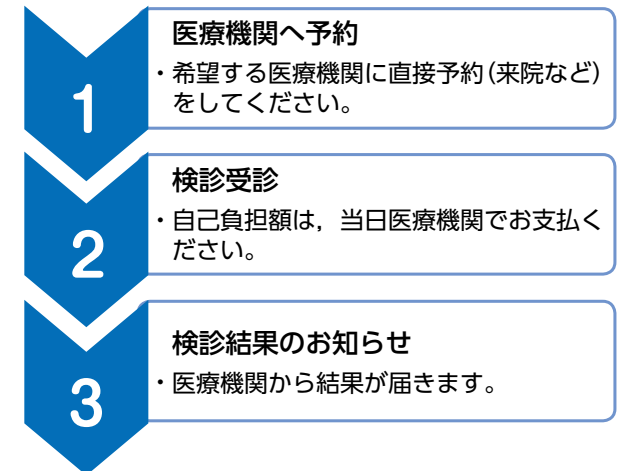 1
医療機関へ予約
・希望する医療機関に直接予約(来院など)
をしてください。
2
検診受診
・自己負担額は，当日医療機関でお支払く
ださい。
3
検診結果のお知らせ
・医療機関から結果が届きます。